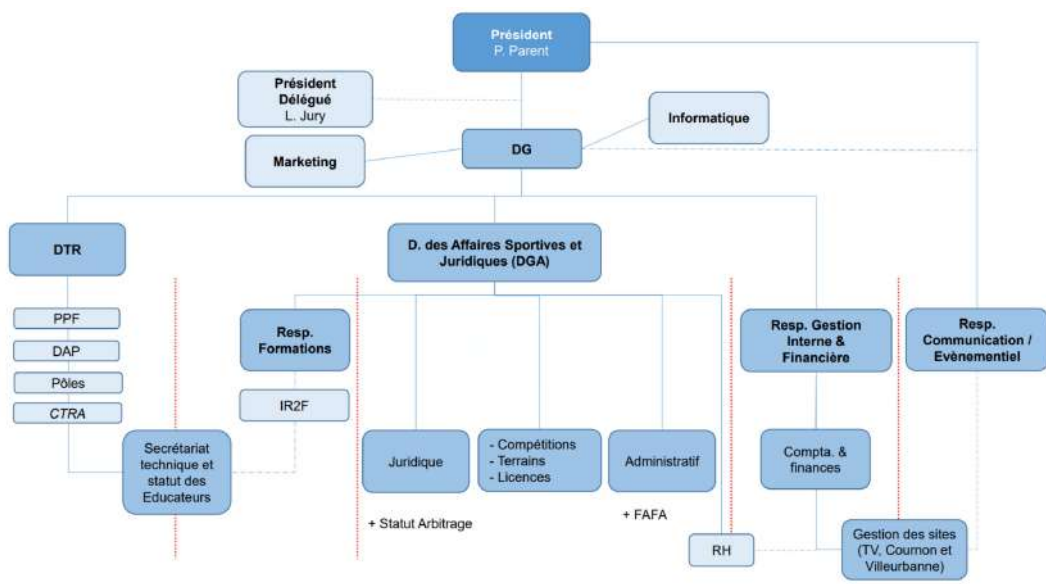 Président
P. Parent
Président
Délégué
L. Jury
Informatique
Marketing
DG
DTR
D. des Affaires Sportives et
Juridiques (DGA)
PPF
DAP
Pôles
CTRA
Resp.
Formations
IR2F
Resp. Gestion
Interne &
Financière
Resp.
Communication /
Evènementiel
Secrétariat
technique et
statut des
Educateurs
Juridique
- Compétitions
- Terrains
- Licences
Administratif
Compta. &
finances
+ Statut Arbitrage
+ FAFA
RH
Gestion des sites
(TV, Cournon et
Villeurbanne)